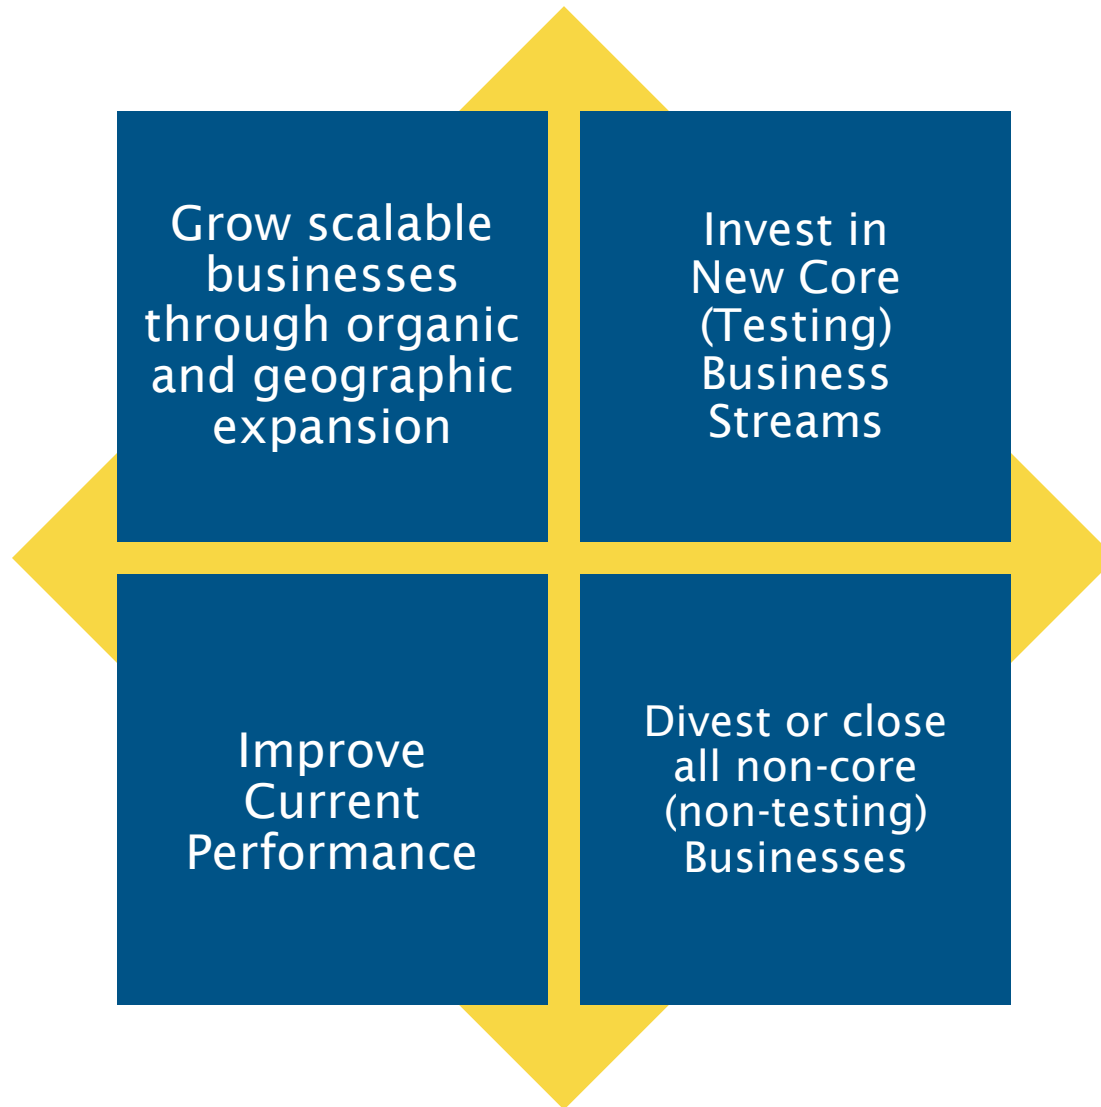 Grow scalable
businesses
through organic
and geographic
expansion
Invest in
New Core
(Testing)
Business
Streams
Improve
Current
Performance
Divest or close
all non-core
(non-testing)
Businesses